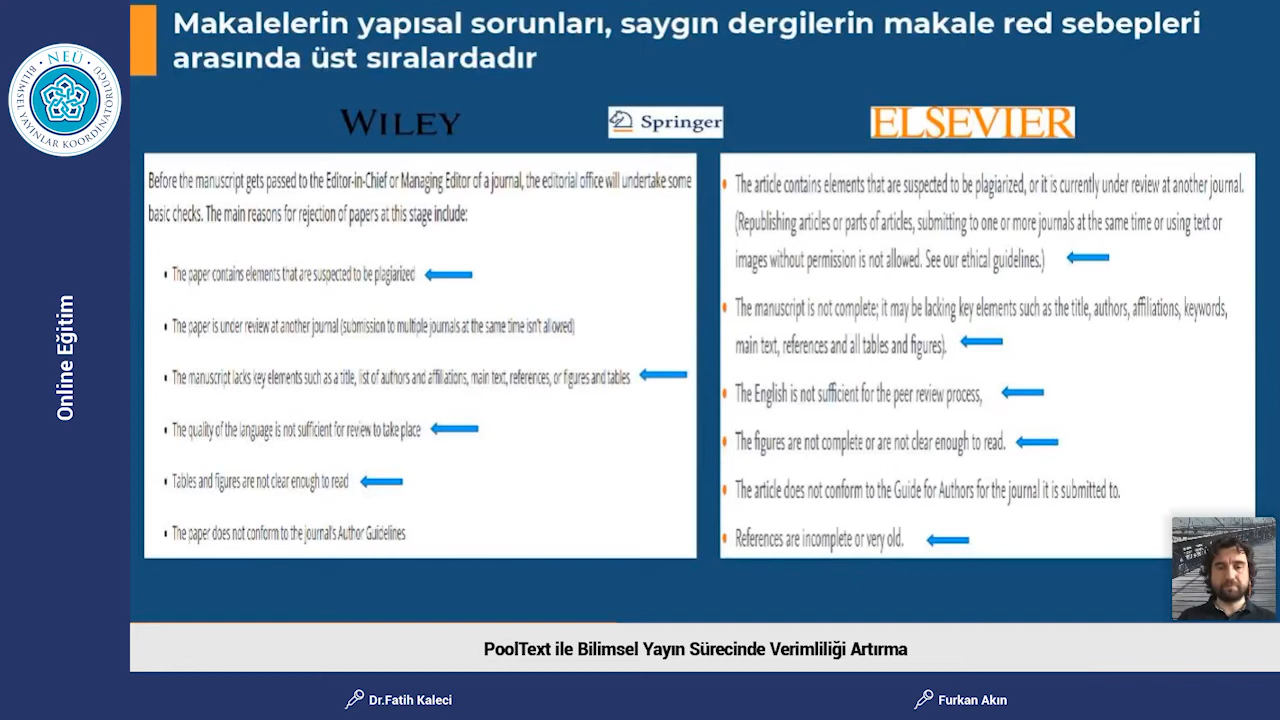 Makalelerin yapısal sorunları, saygın dergilerin makale red sebepleri
arasında üst sıralardadır
NEÜ
BİLİMSEL YAYINLAR KOORDİNATÖRLÜĞÜ
Online Eğitim
WILEY
Springer
ELSEVIER
Before the manuscript gets passed to the Editor-in-Chief or Managing Editor of a journal, the editorial office will undertake some
basic checks. The main reasons for rejection of papers at this stage include:
The paper contains elements that are suspected to be plagiarized
The paper is under review at another journal (submission to multiple journals at the same time isn't allowed)
The manuscript lacks key elements such as a title, list of authors and affiliations, main text, references, or figures and tables
The quality of the language is not sufficient for review to take place
Tables and figures are not clear enough to read
The paper does not conform to the journal's Author Guidelines
The article contains elements that are suspected to be plagiarized, or it is currently under review at another journal.
(Republishing articles or parts of articles, submitting to one or more journals at the same time or using text or
images without permission is not allowed. See our ethical guidelines.)
The manuscript is not complete; it may be lacking key elements such as the title, authors, affiliations, keywords,
main text, references and all tables and figures).
The English is not sufficient for the peer review process,
The figures are not complete or are not clear enough to read.
The article does not conform to the Guide for Authors for the journal it is submitted to.
References are incomplete or very old.
PoolText ile Bilimsel Yayın Sürecinde Verimliliği Artırma
Dr.Fatih Kaleci
Furkan Akın